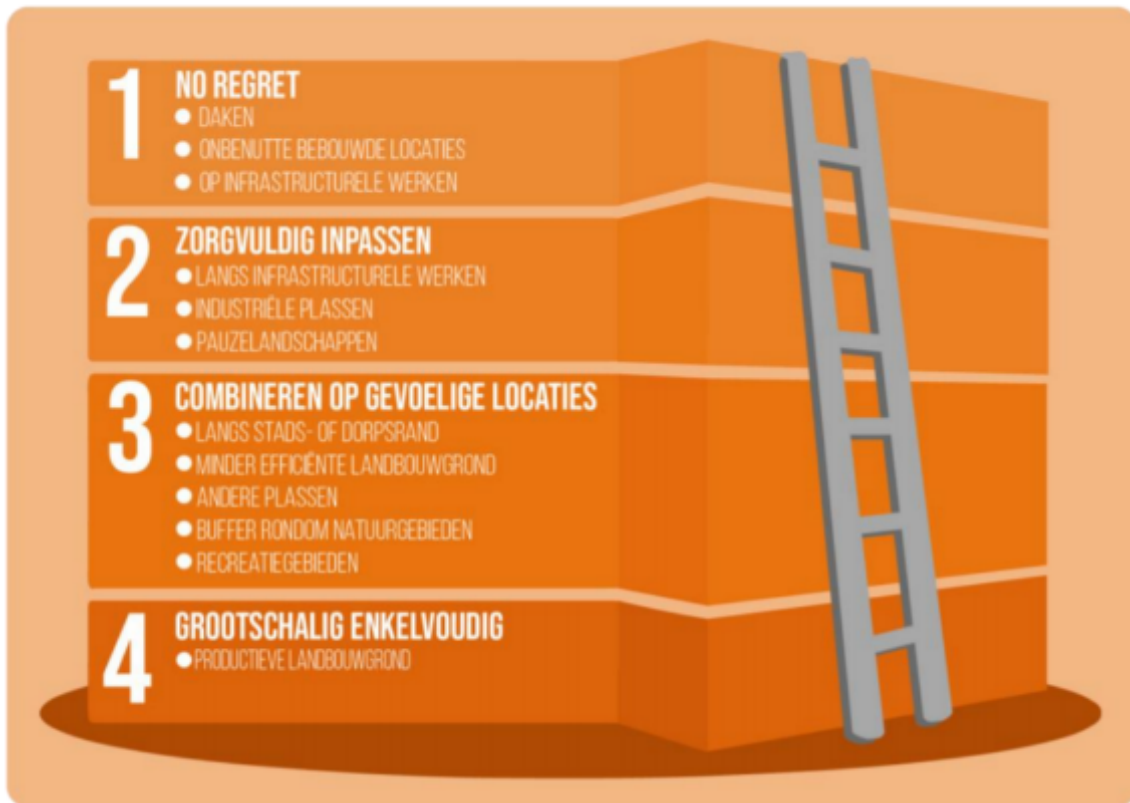 1
NO REGRET
● DAKEN
● ONBENUTTE BEBOUWDE LOCATIES
● OP INFRASTRUCTURELE WERKEN
2
ZORGVULDIG INPASSEN
● LANGS INFRASTRUCTURELE WERKEN
● INDUSTRIËLE PLASSEN
● PAUZELANDSCHAPPEN
3
COMBINEREN OP GEVOELIGE LOCATIES
● LANGS STADS- OF DORPSRAND
● MINDER EFFICIËNTE LANDBOUWGROND
● ANDERE PLASSEN
● BUFFER RONDOM NATUURGEBIEDEN
● RECREATIEGEBIEDEN
4
GROOTSCHALIG ENKELVOUDIG
● PRODUCTIEVE LANDBOUWGROND